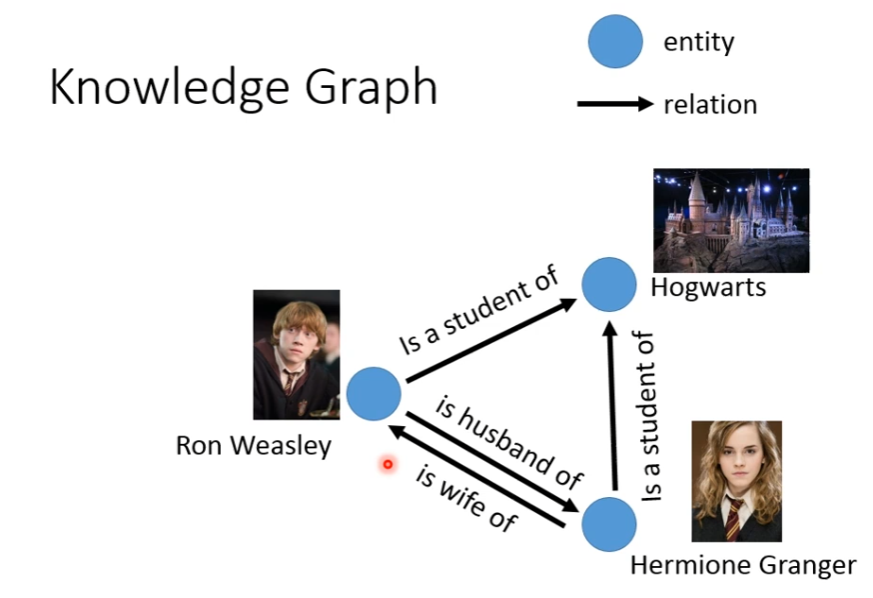 entity
Knowledge Graph
relation
Is a student of
Hogwarts
Is a student of
is husband of
Ron Weasley
is wife of
Hermione Granger